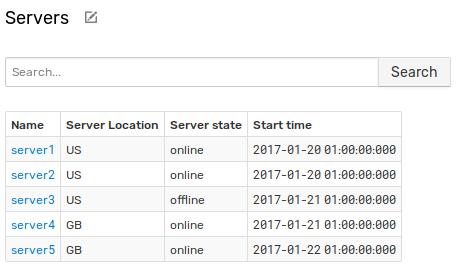 Servers
Search... Search
Name Server Location Server state Start time
server1 US online 2017-01-20 01:00:00:000
server2 US online 2017-01-20 01:00:00:000
server3 US offline 2017-01-21 01:00:00:000
server4 GB online 2017-01-21 01:00:00:000
server5 GB online 2017-01-22 01:00:00:000